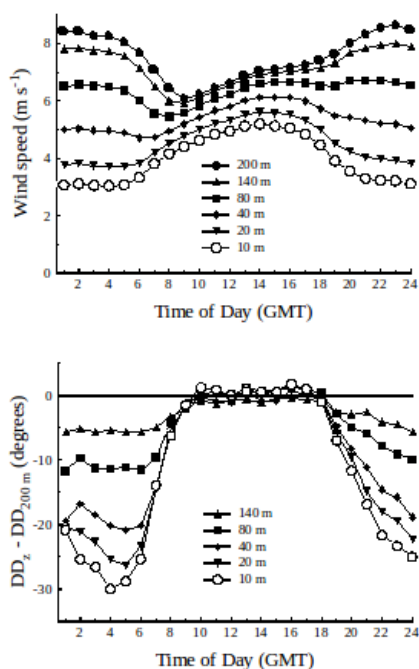 8
6
4
2
0
Wind speed (m s⁻¹)
200 m
140 m
80 m
40 m
20 m
10 m
2 4 6 8 10 12 14 16 18 20 22 24
Time of Day (GMT)
0
-10
-20
-30
DD_z - DD_200 m (degrees)
140 m
80 m
40 m
20 m
10 m
2 4 6 8 10 12 14 16 18 20 22 24
Time of Day (GMT)